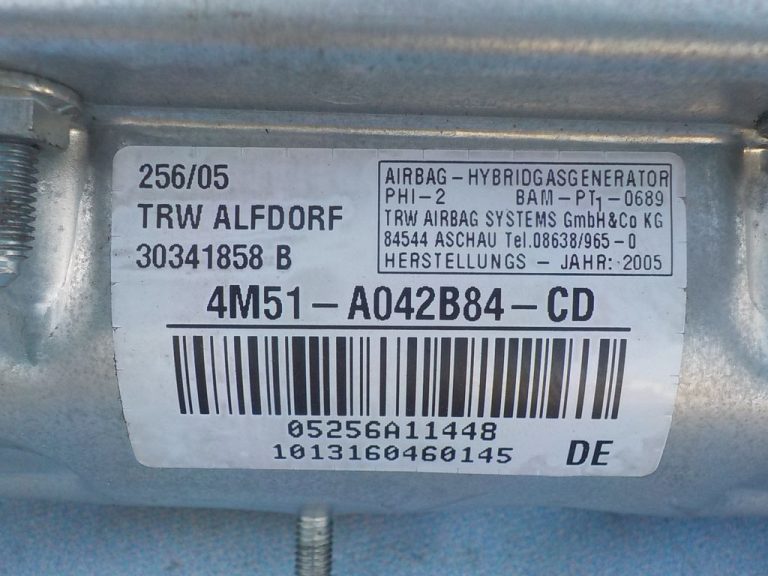 256/05
TRW ALFDORF
30341858 B
AIRBAG - HYBRIDGASGENERATOR
PHI-2 BAM-PT1-0689
TRW AIRBAG SYSTEMS GmbH&Co KG
84544 ASCHAU Tel.08638/965-0
HERSTELLUNGS - JAHR: 2005
4M51-A042B84-CD
05256A11448
1013160460145 DE